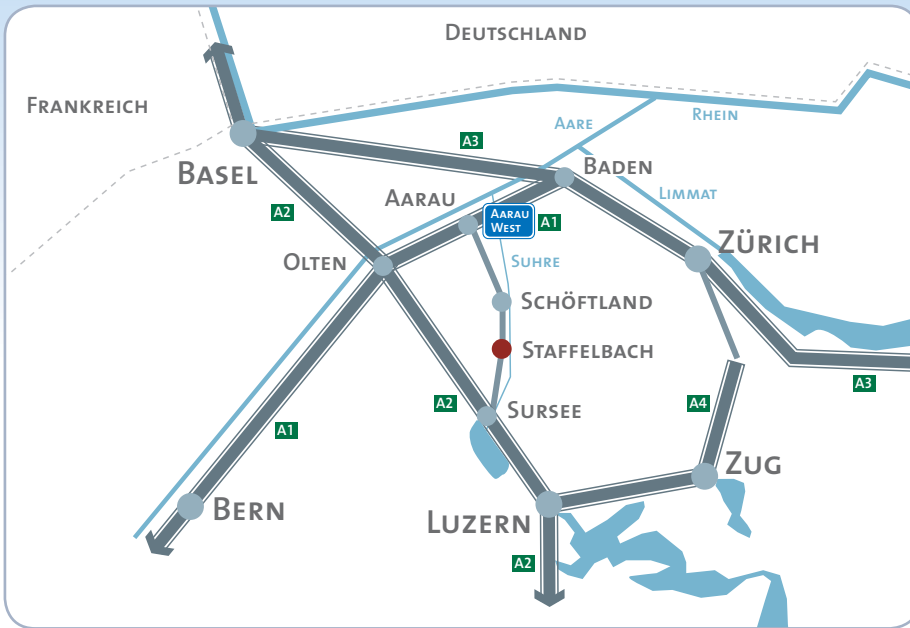 DEUTSCHLAND
FRANKREICH
RHEIN
AARE
A3
BADEN
BASEL
LIMMAT
AARAU
A2
AARAU
WEST
A1
ZÜRICH
OLTEN
SUHRE
SCHÖFTLAND
STAFFELBACH
A3
A2
A4
SURSEE
A1
ZUG
BERN
LUZERN
A2